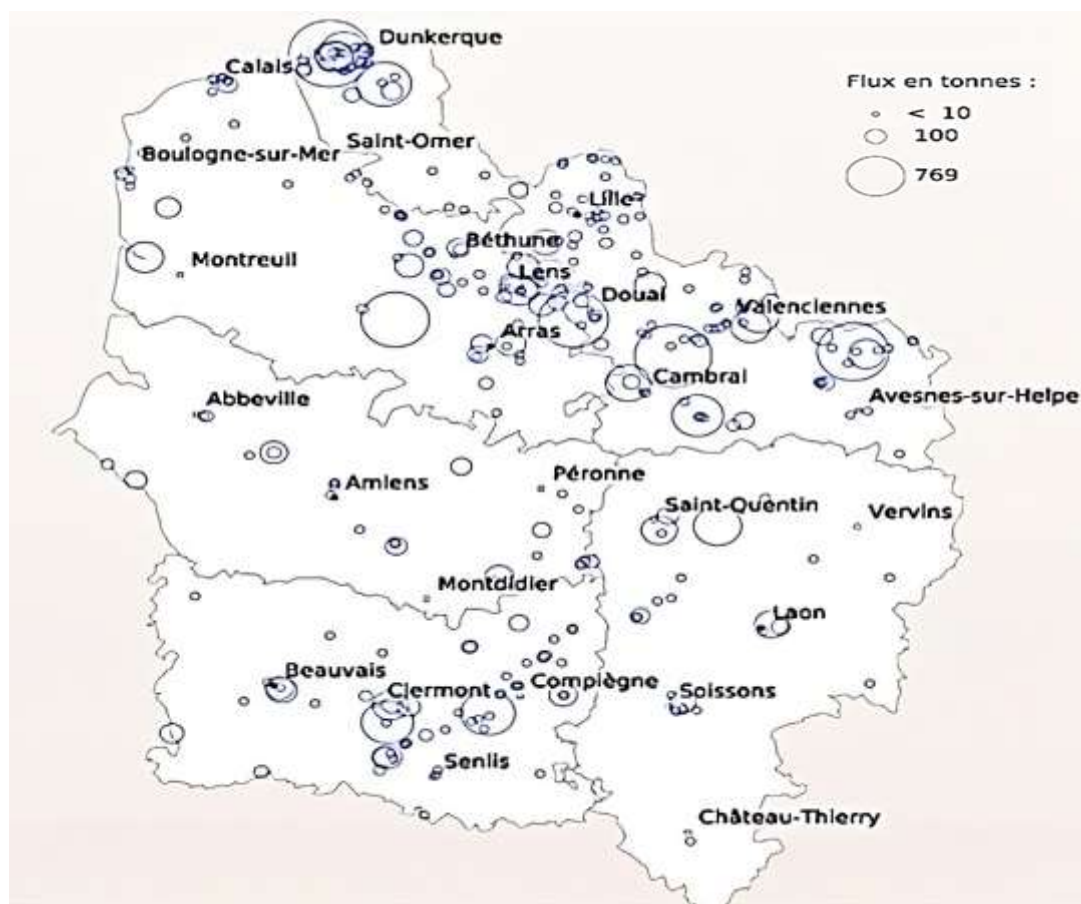 Dunkerque
Calais
Flux en tonnes :
< 10
100
769
Saint-Omer
Boulogne-sur-Mer
Lille
Béthune
Montreuil
Lens
Douai
Valenciennes
Arras
Cambrai
Abbeville
Avesnes-sur-Helpe
Péronne
Amiens
Saint-Quentin
Vervins
Montdidier
Laon
Beauvais
Clermont
Compiègne
Soissons
Senlis
Château-Thierry